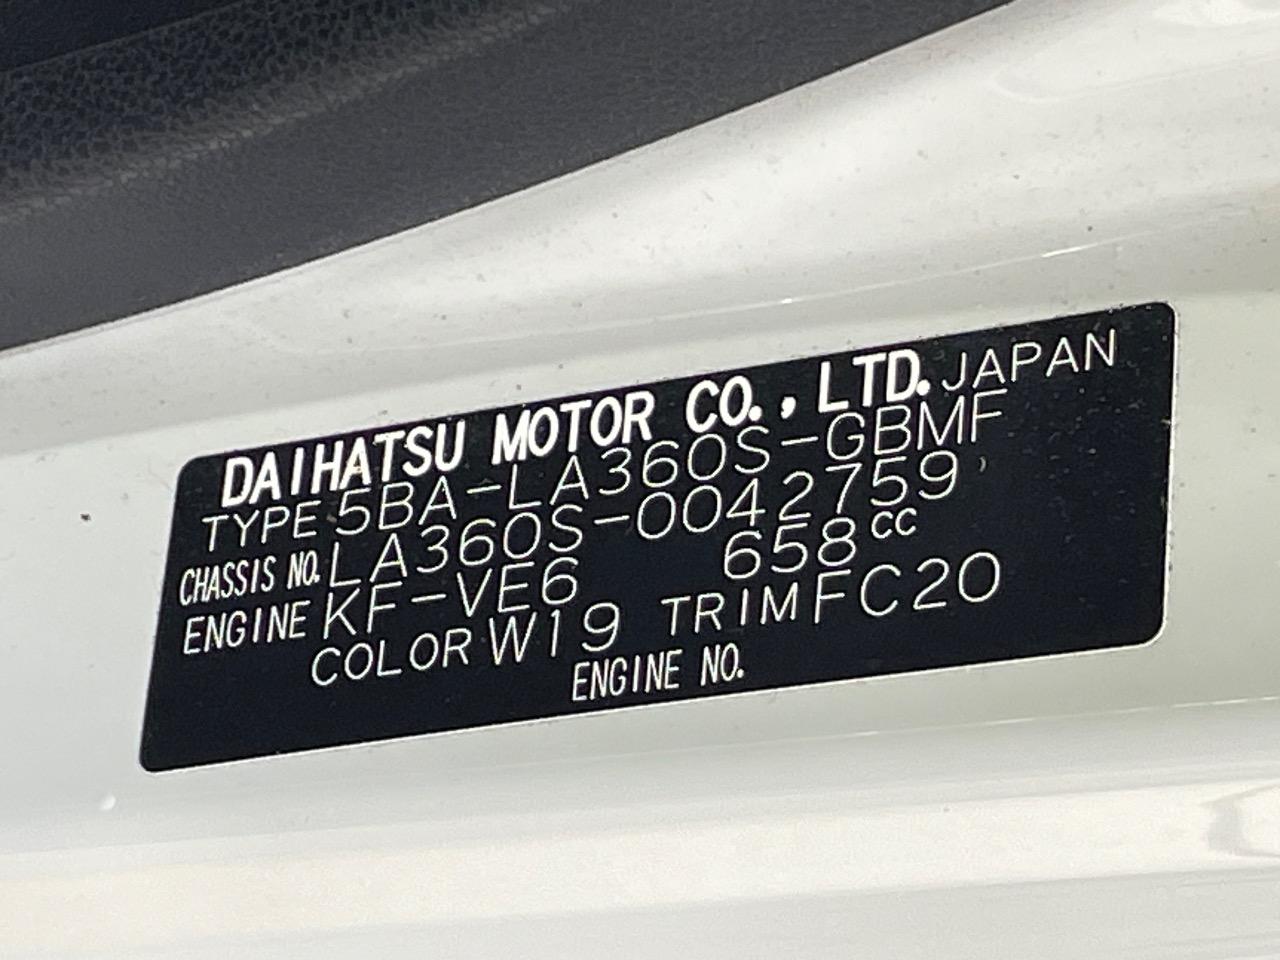 DAIHATSU MOTOR CO., LTD. JAPAN
TYPE 5BA-LA360S-GBMF
CHASSIS NO. LA360S-0042759
ENGINE KF-VE6 658cc
COLOR W19 TRIM FC20
ENGINE NO.